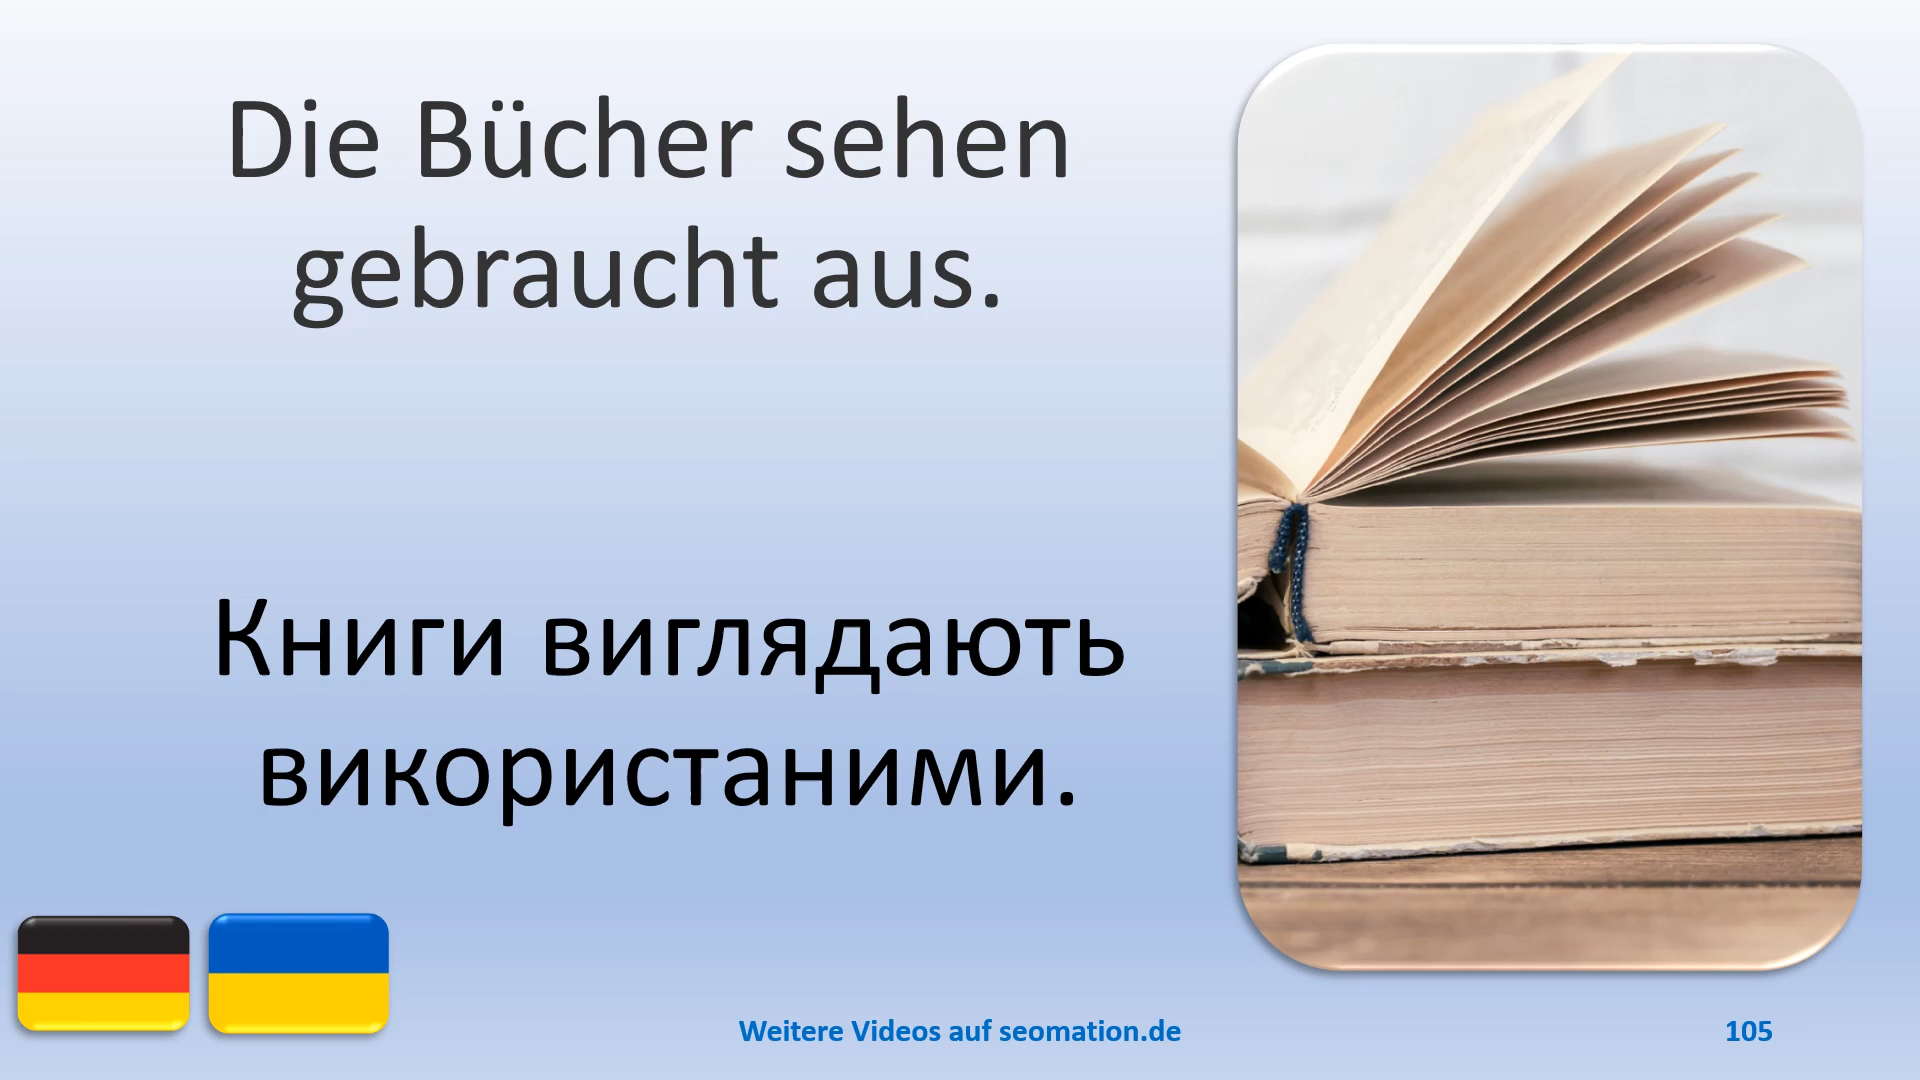 Die Bücher sehen
gebraucht aus.
Книги виглядають
використаними.
Weitere Videos auf seomation.de
105